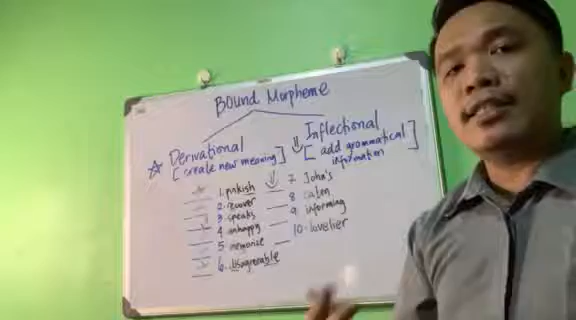 Bound Morpheme
Derivational
[create new meaning]
1. pinkish
2. recover
3. speaks
4. unhappy
5. memorise
6. disagreeable
Inflectional
[add grammatical information]
7 John's
8 eaten
9 informing
10. lovelier